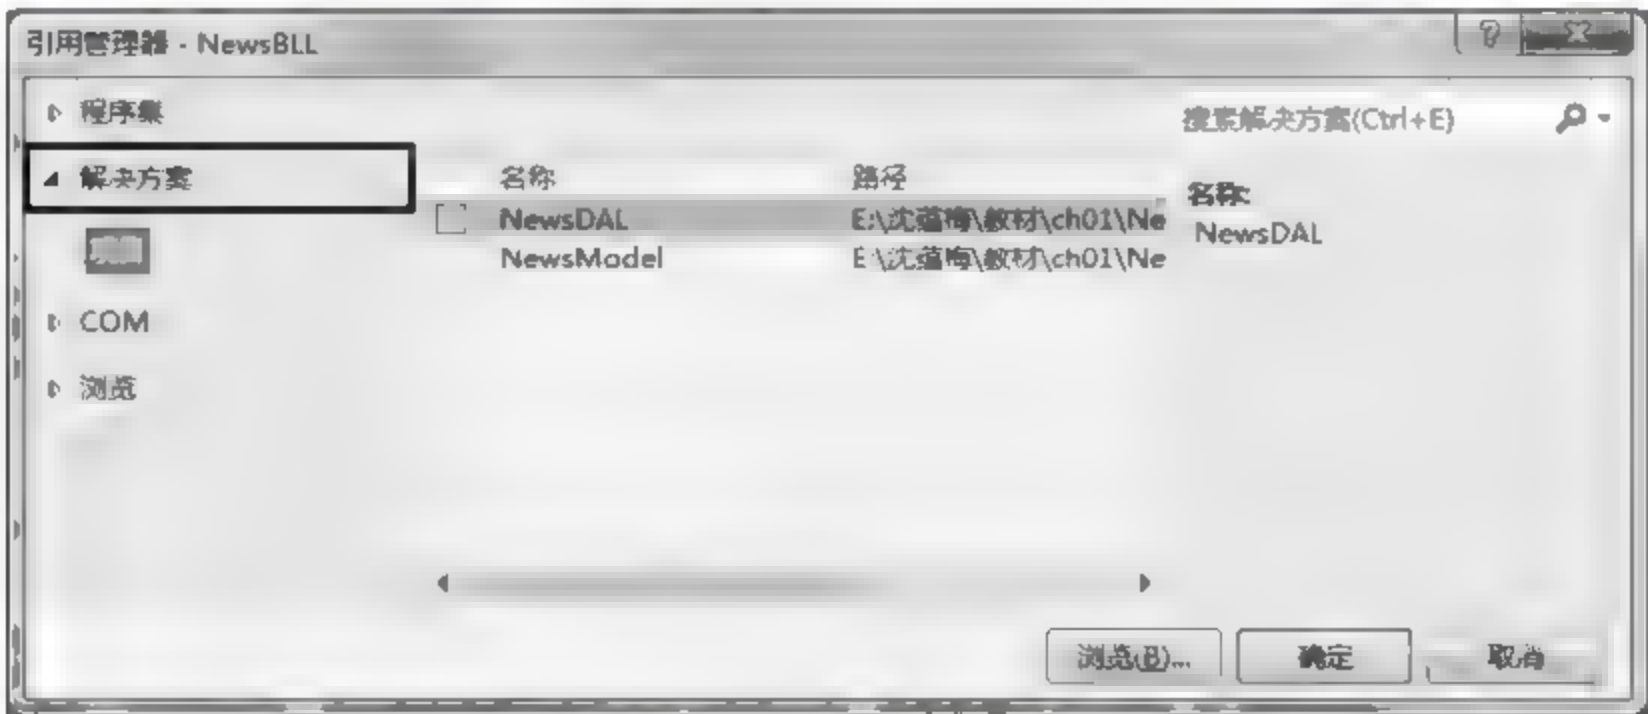 引用管理器 - NewsBLL
程序集
搜索解决方案(Ctrl+E)
解决方案
名称
路径
名称:
NewsDAL
E:\沈蕴梅\教材\ch01\Ne
NewsDAL
NewsModel
E:\沈蕴梅\教材\ch01\Ne
COM
浏览
浏览(B)...
确定
取消